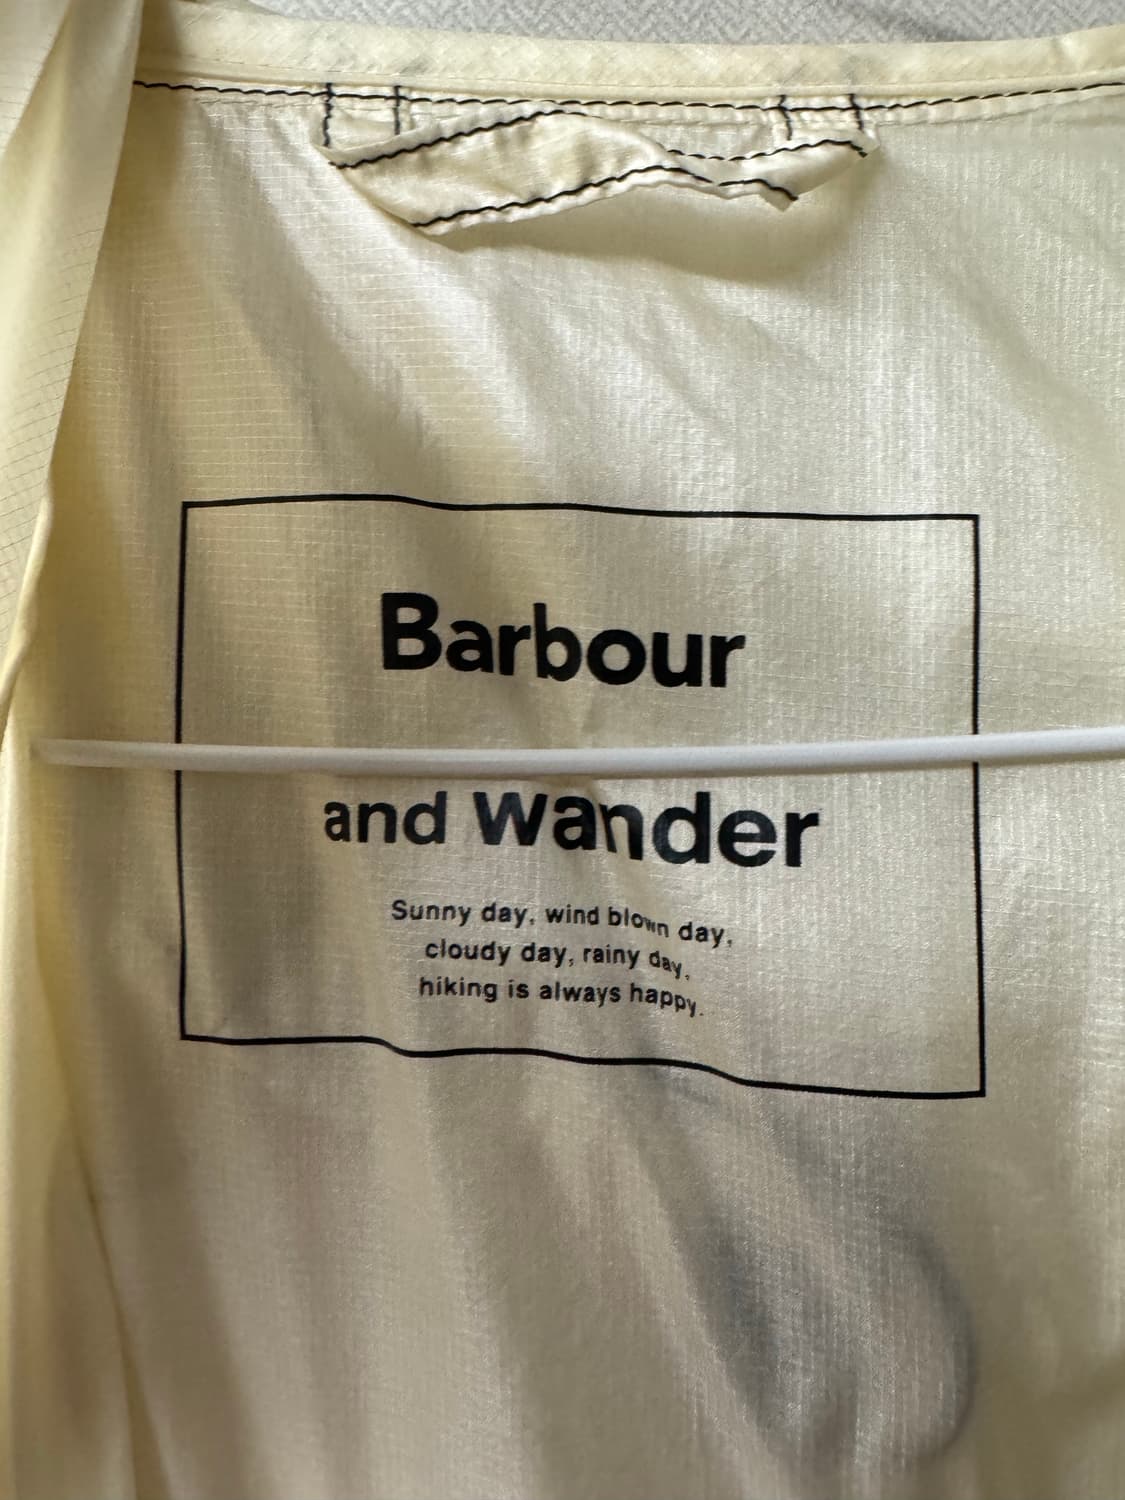 Barbour
and Wander
Sunny day, wind blown day,
cloudy day, rainy day,
hiking is always happy.